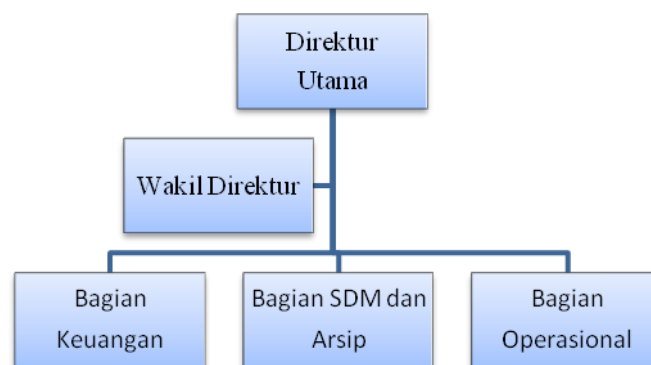 Direktur
Utama
Wakil Direktur
Bagian
Keuangan
Bagian SDM dan
Arsip
Bagian
Operasional